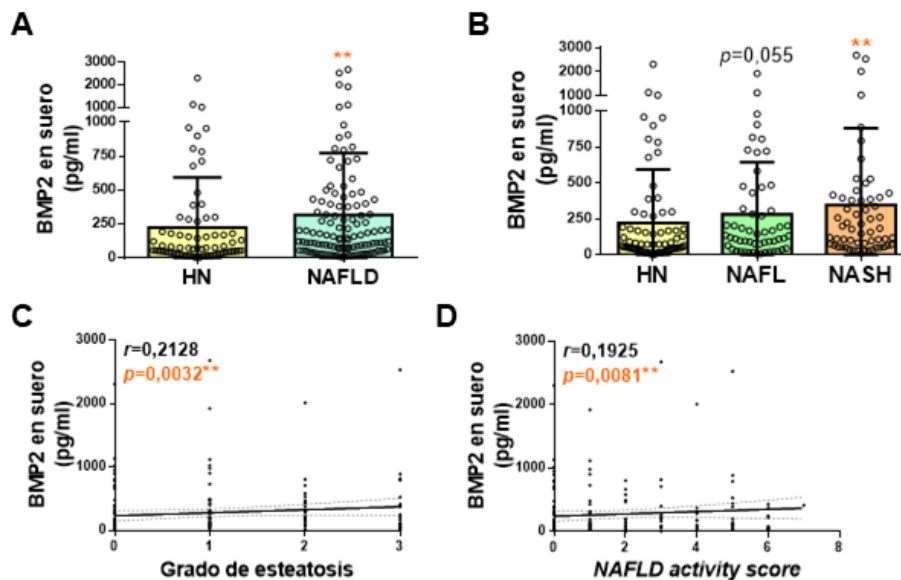 A
BMP2 en suero
(pg/ml)
3000
2000
1000
1000
750
500
250
0
**
HN
NAFLD
B
BMP2 en suero
(pg/ml)
3000
2000
1000
1000
750
500
250
0
p=0,055
**
HN
NAFL
NASH
C
BMP2 en suero
(pg/ml)
3000
2000
1000
0
r=0,2128
p=0,0032**
0
1
2
3
Grado de esteatosis
D
BMP2 en suero
(pg/ml)
3000
2000
1000
0
r=0,1925
p=0,0081**
0
2
4
6
8
NAFLD activity score